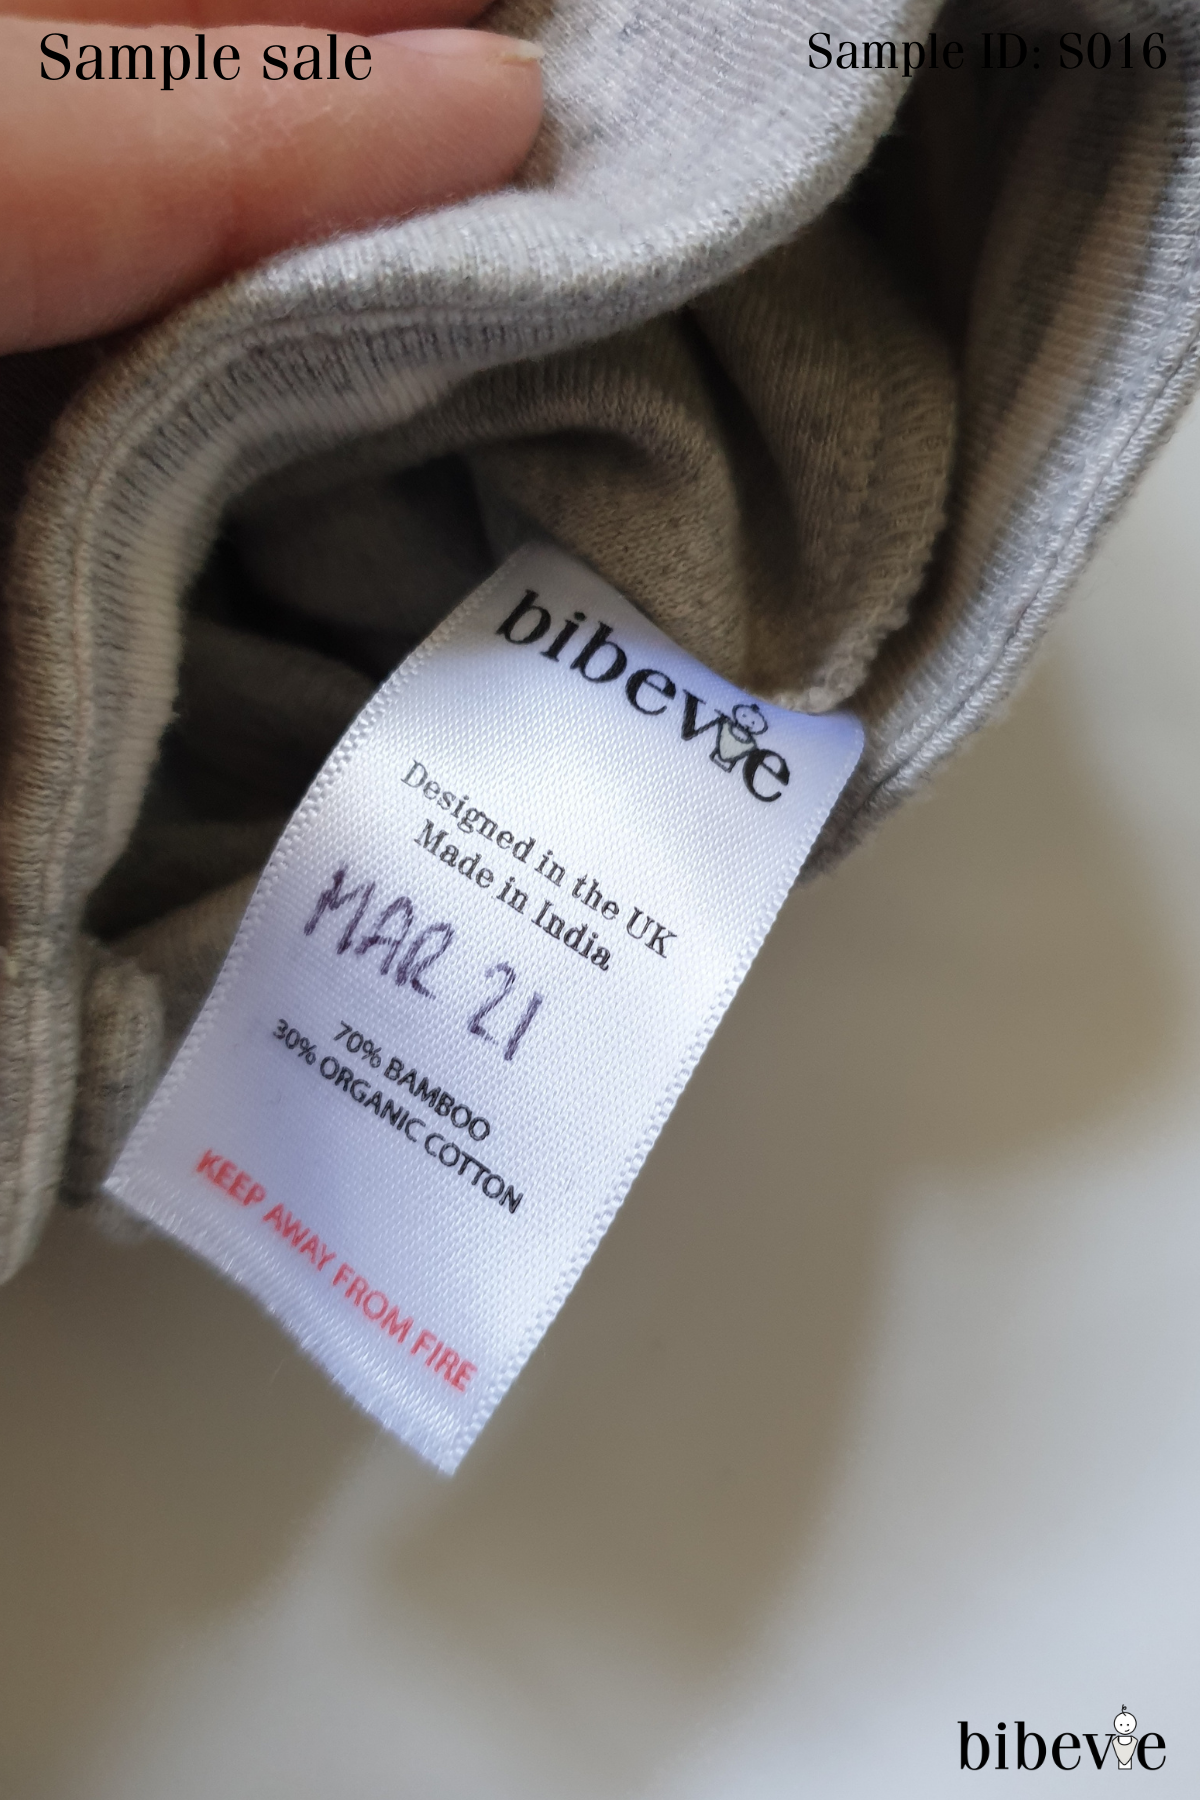 Sample sale
Sample ID: S016
bibevie
Designed in the UK
Made in India
MAR 21
70% BAMBOO
30% ORGANIC COTTON
KEEP AWAY FROM FIRE
bibevie